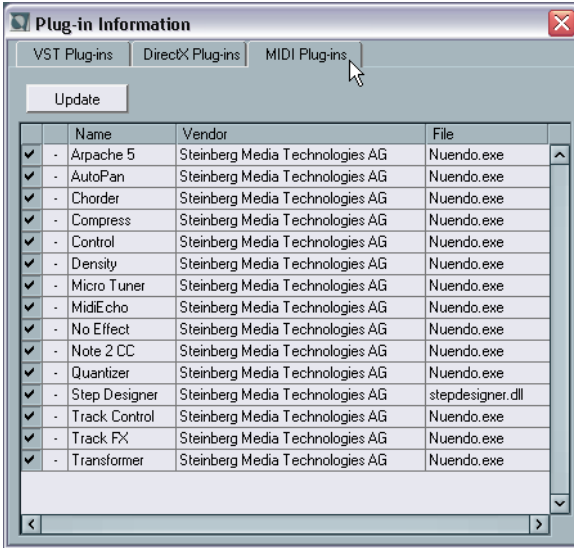 Plug-in Information
VST Plug-ins DirectX Plug-ins MIDI Plug-ins
Update
Name Vendor File
- Arpache 5 Steinberg Media Technologies AG Nuendo.exe
- AutoPan Steinberg Media Technologies AG Nuendo.exe
- Chorder Steinberg Media Technologies AG Nuendo.exe
- Compress Steinberg Media Technologies AG Nuendo.exe
- Control Steinberg Media Technologies AG Nuendo.exe
- Density Steinberg Media Technologies AG Nuendo.exe
- Micro Tuner Steinberg Media Technologies AG Nuendo.exe
- MidiEcho Steinberg Media Technologies AG Nuendo.exe
- No Effect Steinberg Media Technologies AG Nuendo.exe
- Note 2 CC Steinberg Media Technologies AG Nuendo.exe
- Quantizer Steinberg Media Technologies AG Nuendo.exe
- Step Designer Steinberg Media Technologies AG stepdesigner.dll
- Track Control Steinberg Media Technologies AG Nuendo.exe
- Track FX Steinberg Media Technologies AG Nuendo.exe
- Transformer Steinberg Media Technologies AG Nuendo.exe